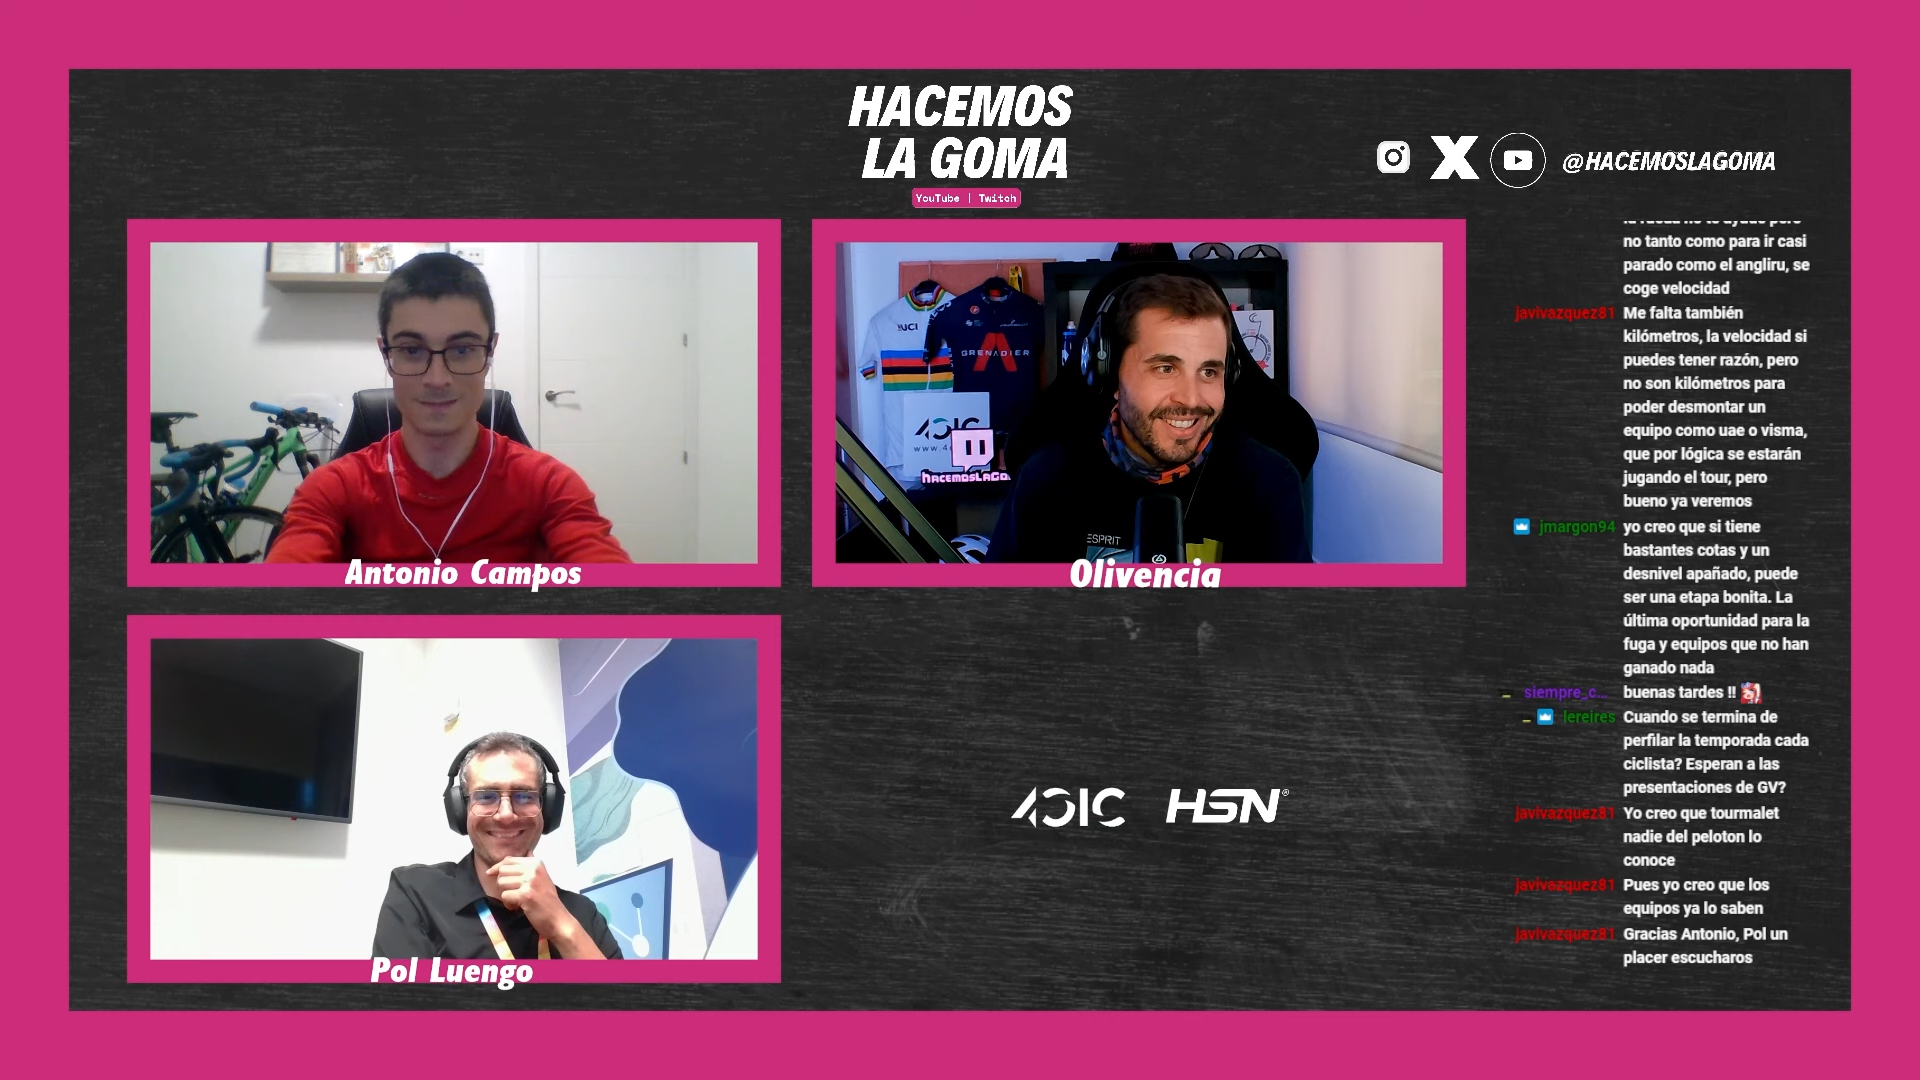 HACEMOS
LA GOMA
YouTube | Twitch
@HACEMOSLAGOMA
UCI
GRENADIER
4OIC
hacemosLaGo
ESPRIT
Antonio Campos
Olivencia
Pol Luengo
4OIC HSN®
no tanto como para ir casi
parado como el angliru, se
coge velocidad
javivazquez81 Me falta también
kilómetros, la velocidad si
puedes tener razón, pero
no son kilómetros para
poder desmontar un
equipo como uae o visma,
que por lógica se estarán
jugando el tour, pero
bueno ya veremos
jmargon94 yo creo que si tiene
bastantes cotas y un
desnivel apañado, puede
ser una etapa bonita. La
última oportunidad para la
fuga y equipos que no han
ganado nada
siempre_c... buenas tardes !!
lereires Cuando se termina de
perfilar la temporada cada
ciclista? Esperan a las
presentaciones de GV?
javivazquez81 Yo creo que tourmalet
nadie del peloton lo
conoce
javivazquez81 Pues yo creo que los
equipos ya lo saben
javivazquez81 Gracias Antonio, Pol un
placer escucharos